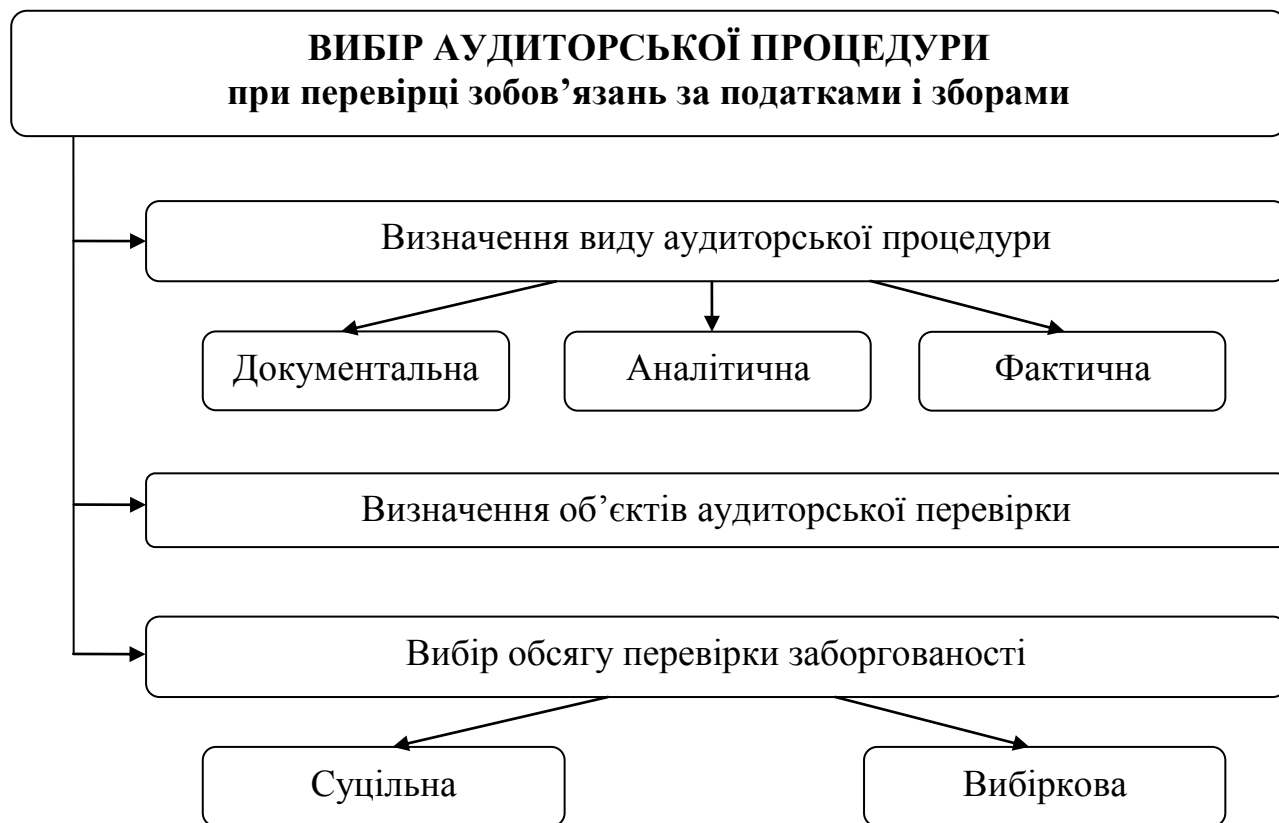 ВИБІР АУДИТОРСЬКОЇ ПРОЦЕДУРИ
при перевірці зобов’язань за податками і зборами
Визначення виду аудиторської процедури
Документальна
Аналітична
Фактична
Визначення об’єктів аудиторської перевірки
Вибір обсягу перевірки заборгованості
Суцільна
Вибіркова